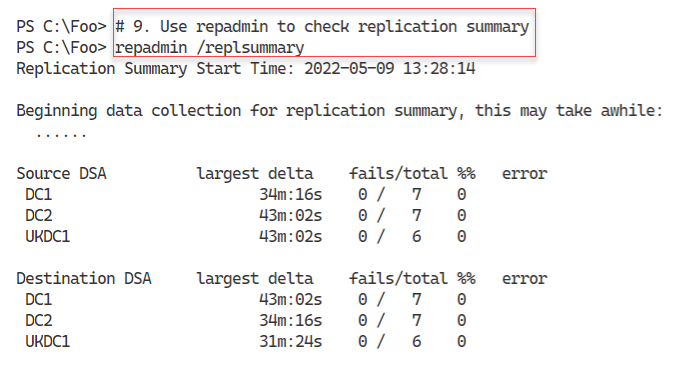 PS C:\Foo> # 9. Use repadmin to check replication summary
PS C:\Foo> repadmin /replsummary
Replication Summary Start Time: 2022-05-09 13:28:14
Beginning data collection for replication summary, this may take awhile:
......
Source DSA largest delta fails/total %% error
DC1 34m:16s 0 / 7 0
DC2 43m:02s 0 / 7 0
UKDC1 43m:02s 0 / 6 0
Destination DSA largest delta fails/total %% error
DC1 43m:02s 0 / 7 0
DC2 34m:16s 0 / 7 0
UKDC1 31m:24s 0 / 6 0